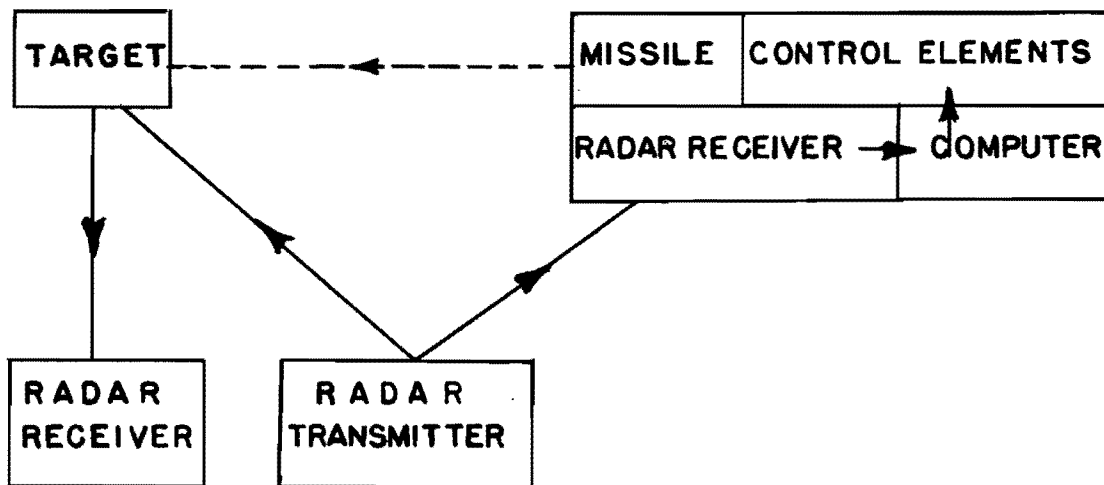 TARGET
MISSILE
CONTROL ELEMENTS
RADAR RECEIVER
COMPUTER
RADAR
RECEIVER
RADAR
TRANSMITTER